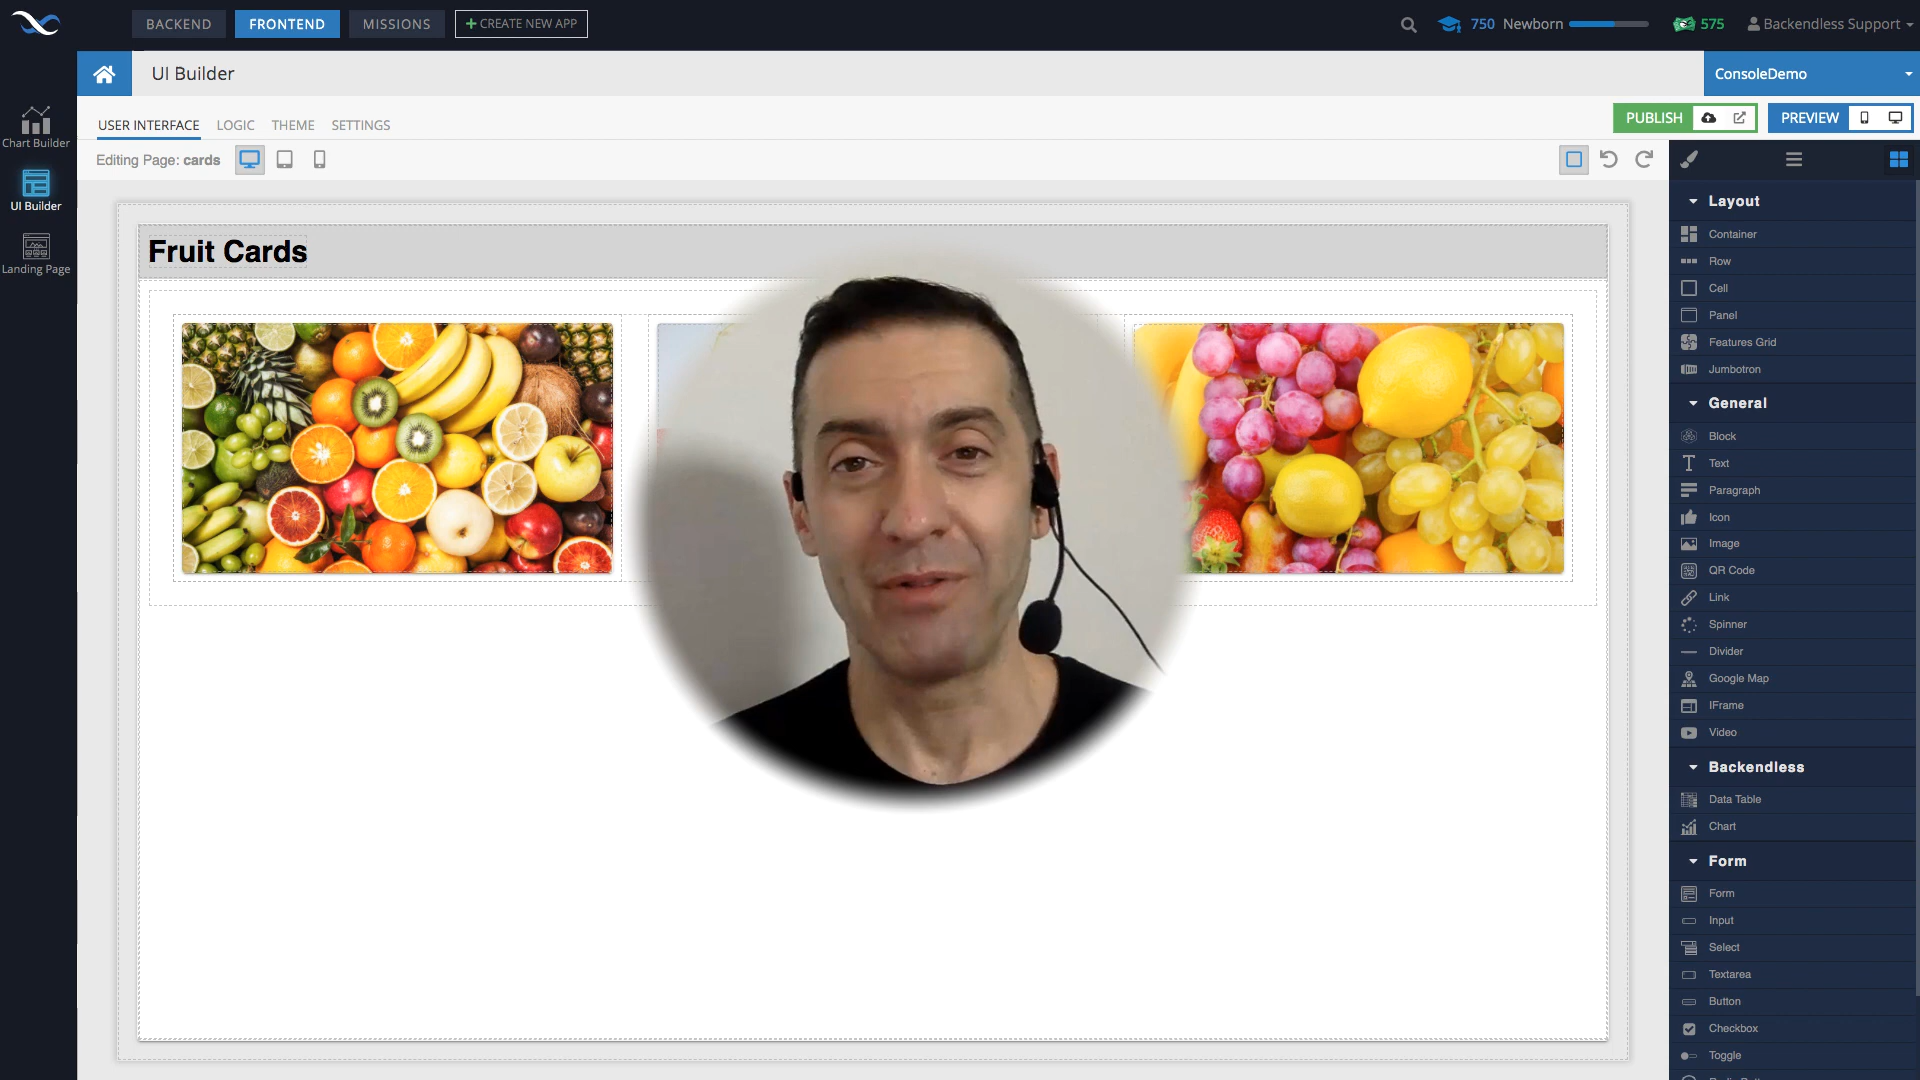 BACKEND FRONTEND MISSIONS + CREATE NEW APP 750 Newborn 575 Backendless Support
UI Builder ConsoleDemo
USER INTERFACE LOGIC THEME SETTINGS PUBLISH PREVIEW
Editing Page: cards
Chart Builder
UI Builder
Landing Page
Fruit Cards
Layout
Container
Row
Cell
Panel
Features Grid
Jumbotron
General
Block
Text
Paragraph
Icon
Image
QR Code
Link
Spinner
Divider
Google Map
IFrame
Video
Backendless
Data Table
Chart
Form
Form
Input
Select
Textarea
Button
Checkbox
Toggle